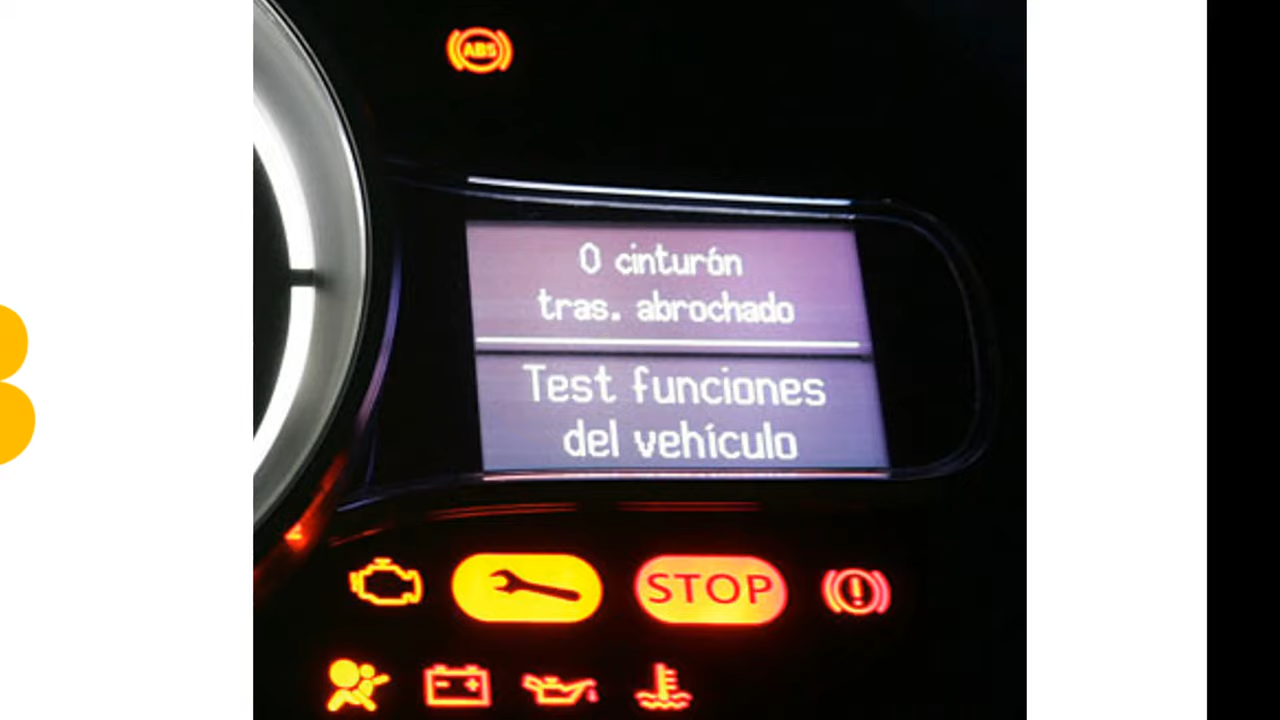 ABS
0 cinturón
tras. abrochado
Test funciones
del vehículo
STOP